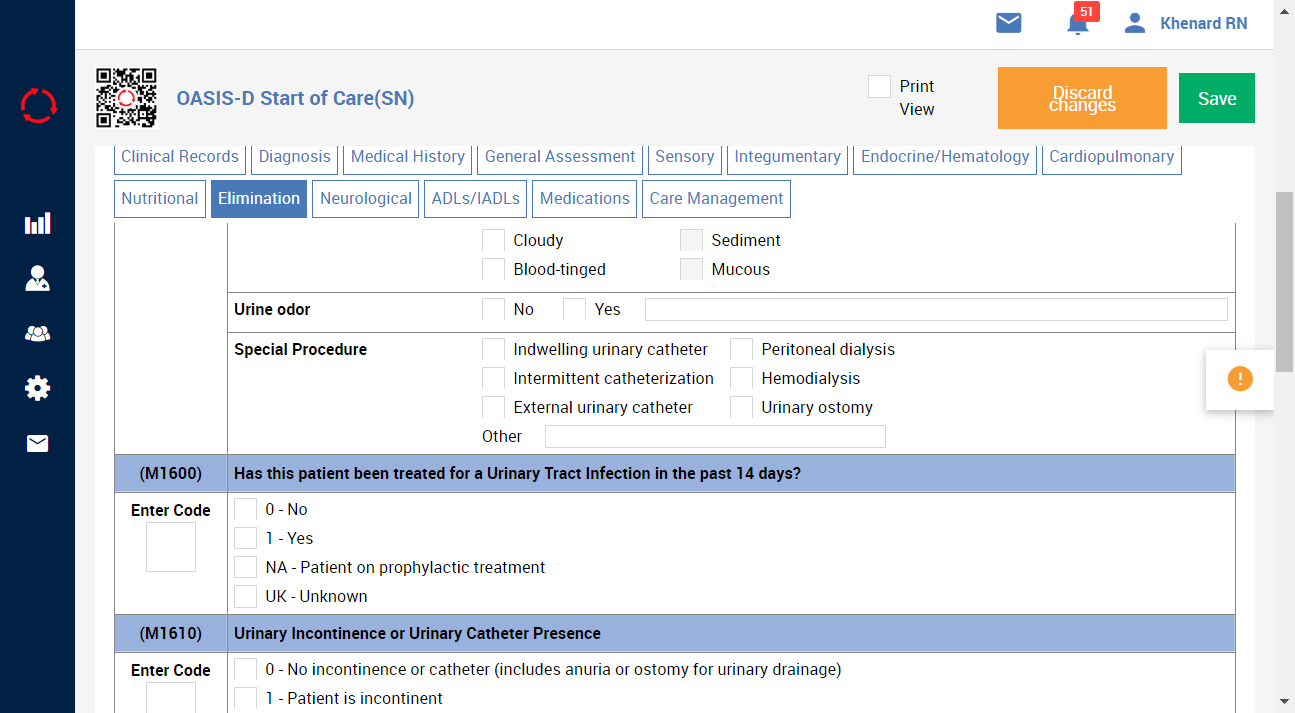 51
Khenard RN
OASIS-D Start of Care(SN)
Print
View
Discard
changes
Save
Clinical Records Diagnosis Medical History General Assessment Sensory Integumentary Endocrine/Hematology Cardiopulmonary
Nutritional Elimination Neurological ADLs/IADLs Medications Care Management
Cloudy Sediment
Blood-tinged Mucous
Urine odor No Yes
Special Procedure Indwelling urinary catheter Peritoneal dialysis
Intermittent catheterization Hemodialysis
External urinary catheter Urinary ostomy
Other
(M1600) Has this patient been treated for a Urinary Tract Infection in the past 14 days?
Enter Code 0 - No
1 - Yes
NA - Patient on prophylactic treatment
UK - Unknown
(M1610) Urinary Incontinence or Urinary Catheter Presence
Enter Code 0 - No incontinence or catheter (includes anuria or ostomy for urinary drainage)
1 - Patient is incontinent